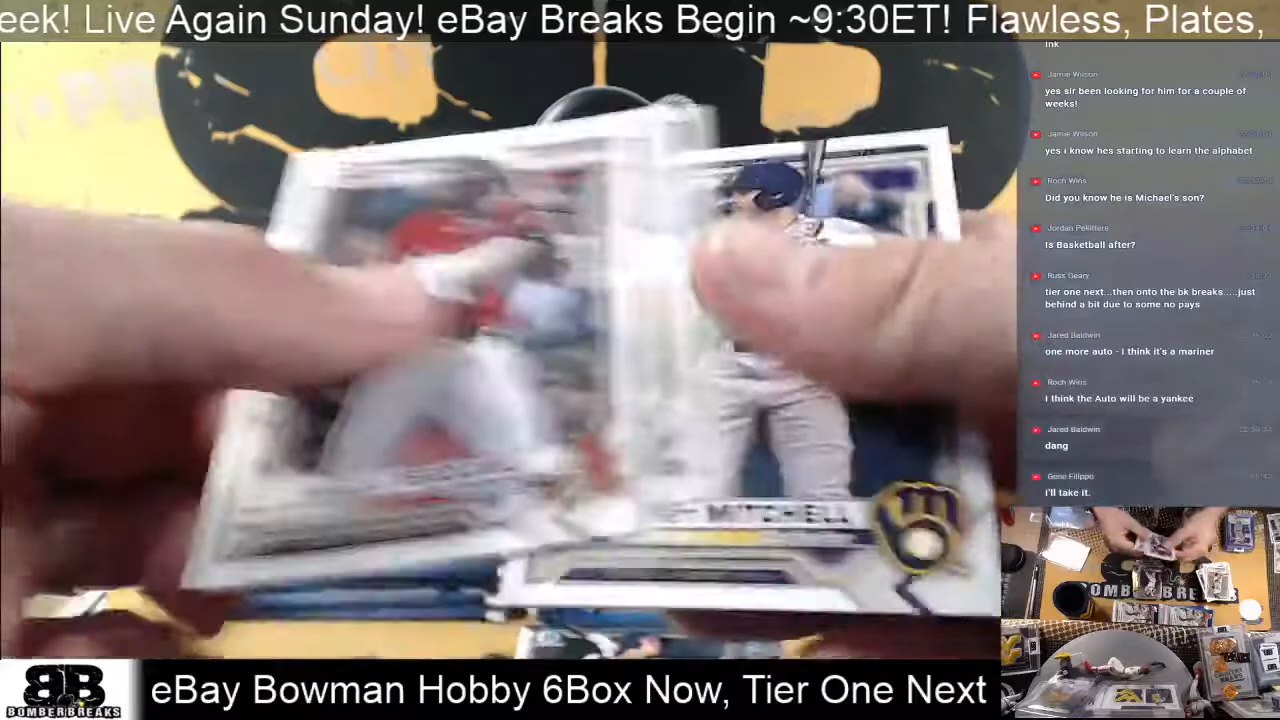 eek! Live Again Sunday! eBay Breaks Begin ~9:30ET! Flawless, Plates,
Ink
Jamie Wilson
yes sir been looking for him for a couple of
weeks!
Jamie Wilson
yes i know hes starting to learn the alphabet
Roch Wins
Did you know he is Michael's son?
Jordan Pellittere
Is Basketball after?
Russ Geary
tier one next...then onto the bk breaks.....just
behind a bit due to some no pays
Jared Baldwin
one more auto - i think it's a mariner
Roch Wins
I think the Auto will be a yankee
Jared Baldwin
dang
Gene Filippo
I'll take it.
MITCHELL
BOMB
BOMBERBREAKS
eBay Bowman Hobby 6Box Now, Tier One Next